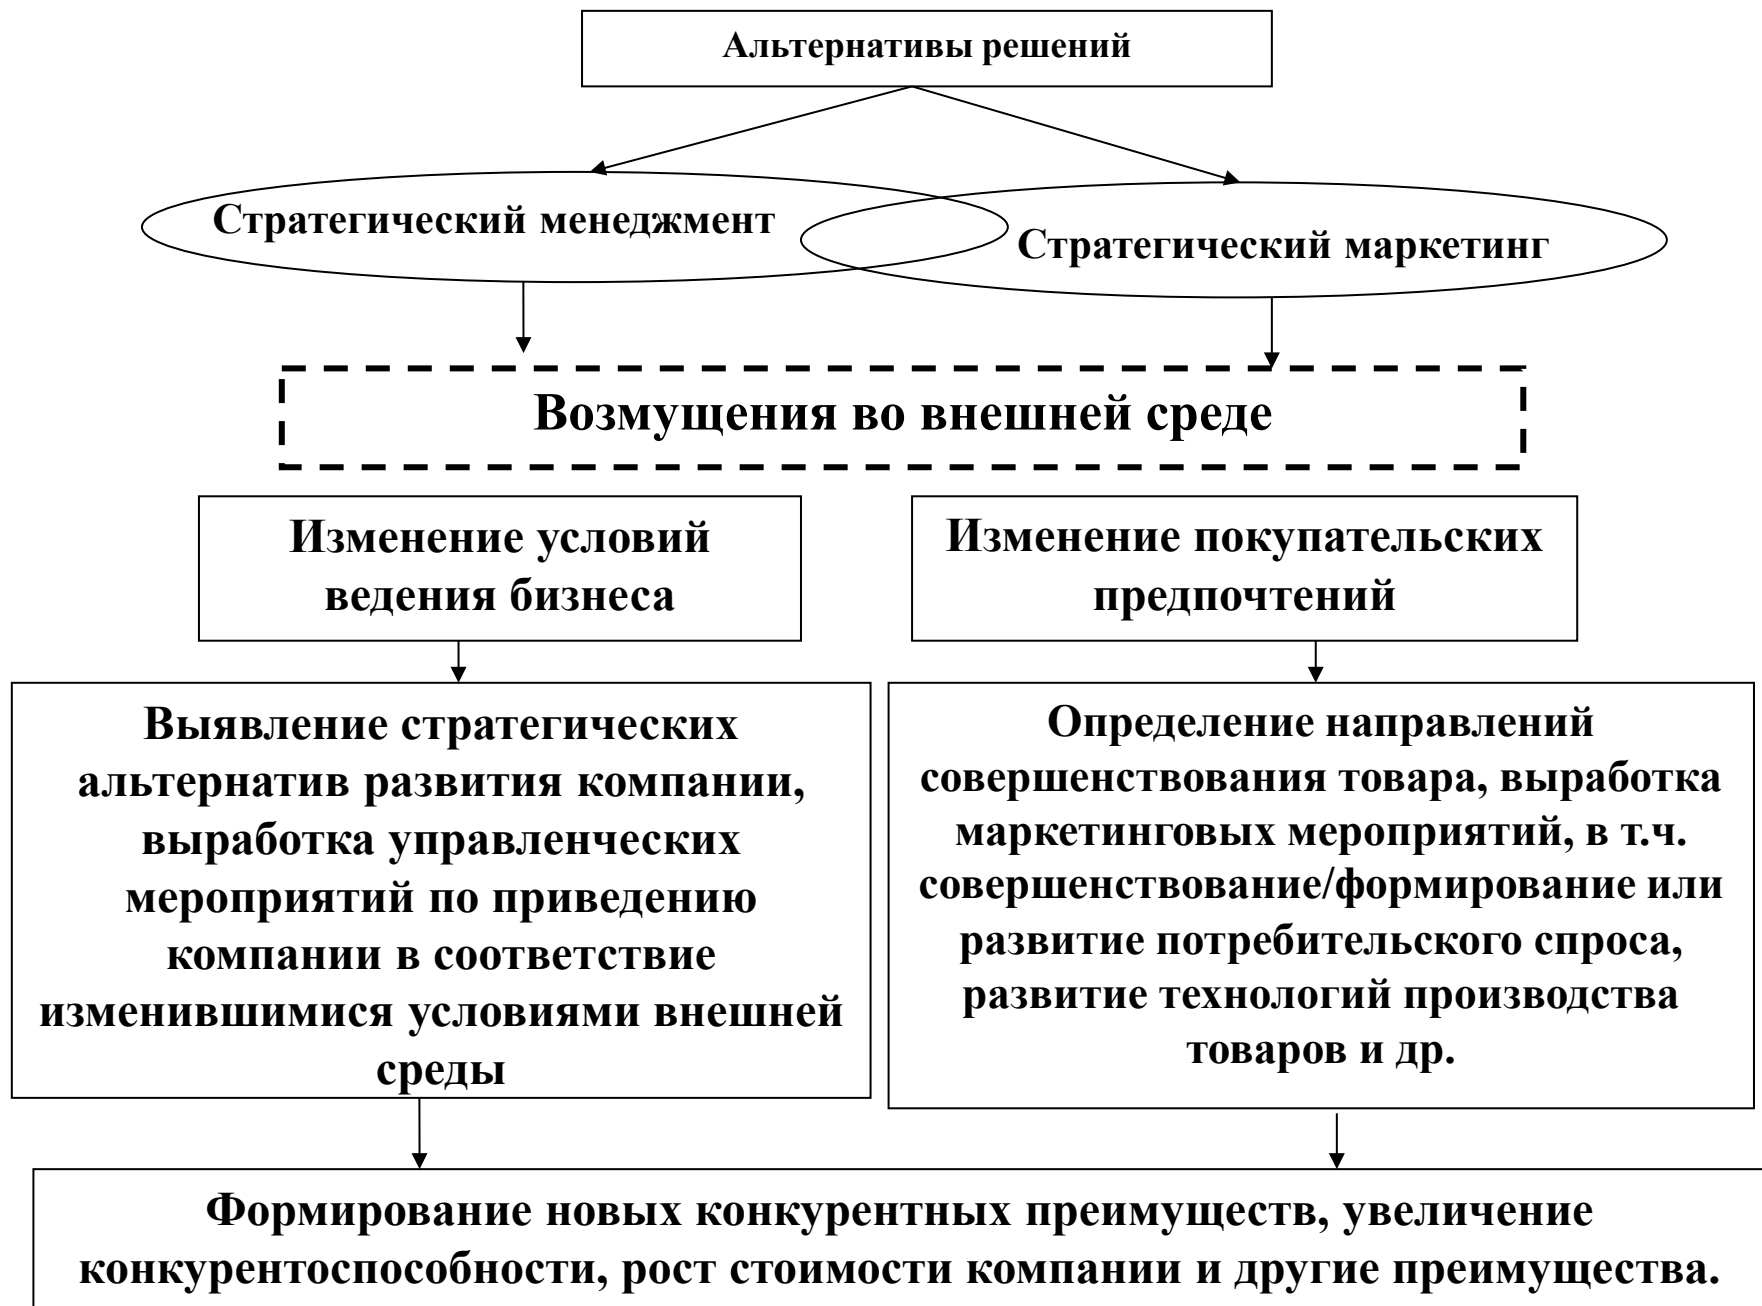 Альтернативы решений
Стратегический менеджмент
Стратегический маркетинг
Возмущения во внешней среде
Изменение условий
ведения бизнеса
Изменение покупательских
предпочтений
Выявление стратегических
альтернатив развития компании,
выработка управленческих
мероприятий по приведению
компании в соответствие
изменившимися условиями внешней
среды
Определение направлений
совершенствования товара, выработка
маркетинговых мероприятий, в т.ч.
совершенствование/формирование или
развитие потребительского спроса,
развитие технологий производства
товаров и др.
Формирование новых конкурентных преимуществ, увеличение
конкурентоспособности, рост стоимости компании и другие преимущества.